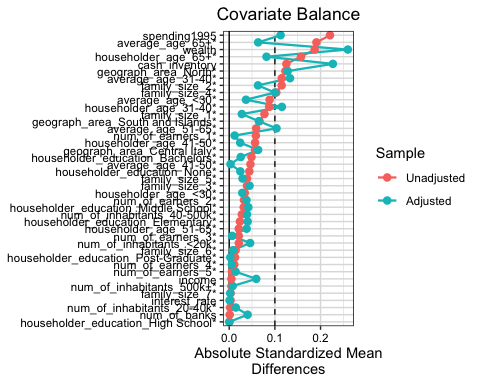 Covariate Balance
spending1995
average_age_65+*
wealth
householder_age_65+*
cash_inventory
geograph_area_North*
average_age_31-40*
family_size_2*
family_size_4*
average_age_<30*
householder_age_31-40*
family_size_1*
geograph_area_South and Islands*
average_age_51-65*
num_of_earners_1*
householder_age_41-50*
geograph_area_Central Italy*
householder_education_Bachelors*
average_age_41-50*
householder_education_None*
family_size_5*
family_size_3*
householder_age_<30*
num_of_earners_2*
householder_education_Middle School*
num_of_inhabitants_40-500k*
householder_education_Elementary*
householder_age_51-65*
num_of_earners_3*
num_of_inhabitants_<20k*
family_size_6*
householder_education_Post-Graduate*
num_of_earners_4*
num_of_earners_5*
income
num_of_inhabitants_500k+*
family_size_7*
interest_rate
num_of_inhabitants_20-40k*
num_of_banks
householder_education_High School*
0.0 0.1 0.2
Absolute Standardized Mean
Differences
Sample
Unadjusted
Adjusted